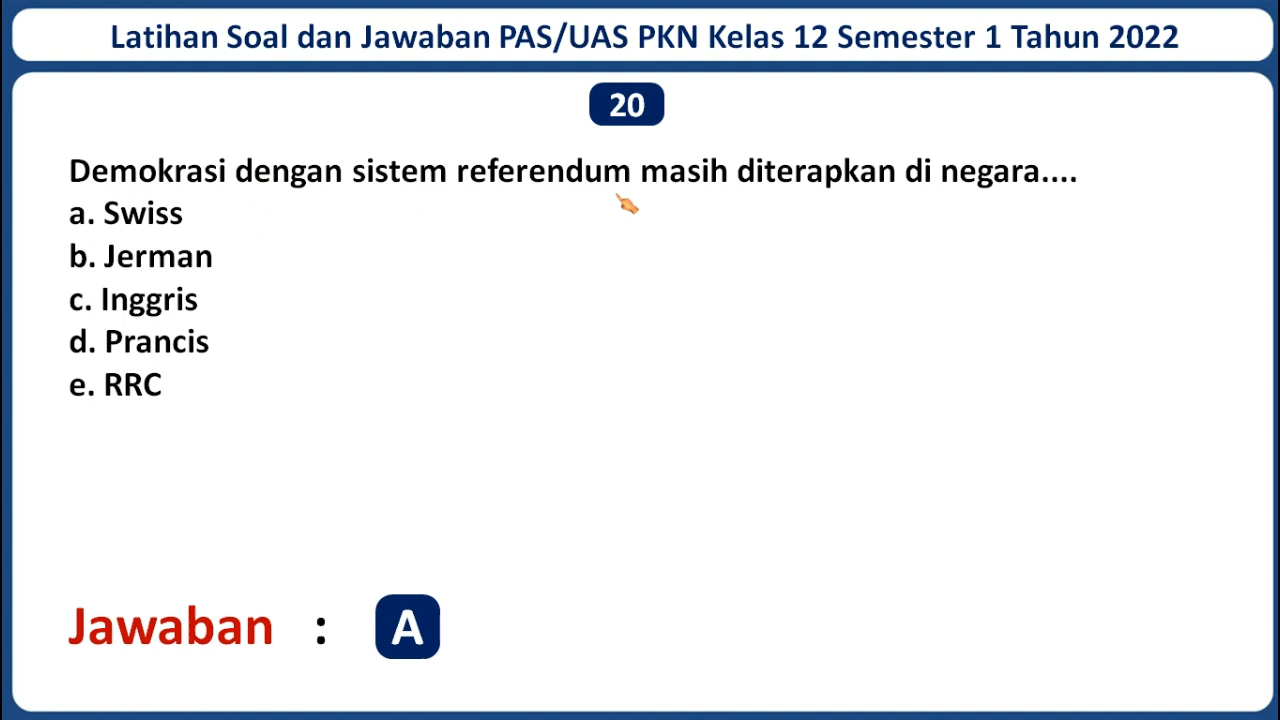 Latihan Soal dan Jawaban PAS/UAS PKN Kelas 12 Semester 1 Tahun 2022
20
Demokrasi dengan sistem referendum masih diterapkan di negara....
a. Swiss
b. Jerman
c. Inggris
d. Prancis
e. RRC
Jawaban : A